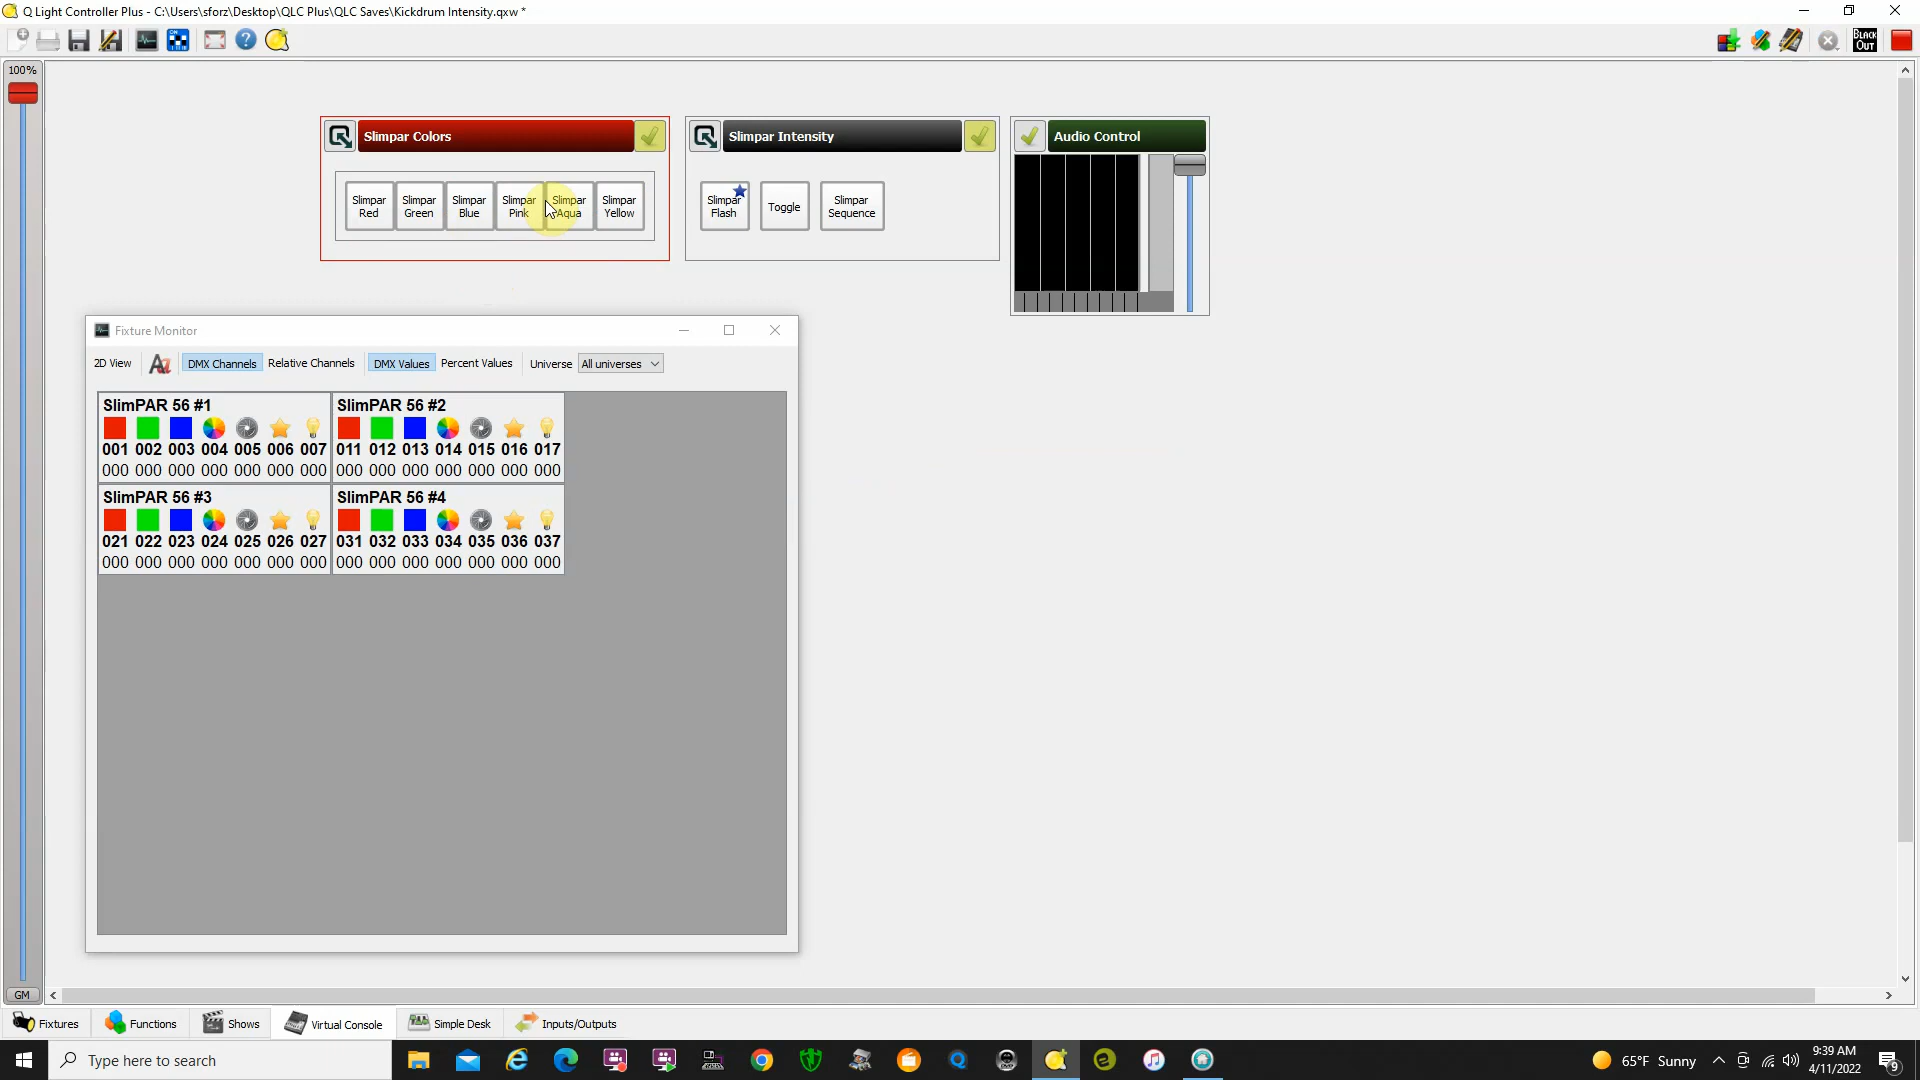 Q Light Controller Plus - C:\Users\sforz\Desktop\QLC Plus\QLC Saves\Kickdrum Intensity.qxw *
ON
BLACK OUT
100%
Slimpar Colors
Slimpar Intensity
Audio Control
Slimpar Red
Slimpar Green
Slimpar Blue
Slimpar Pink
Slimpar Aqua
Slimpar Yellow
Slimpar Flash
Toggle
Slimpar Sequence
Fixture Monitor
2D View
DMX Channels
Relative Channels
DMX Values
Percent Values
Universe
All universes
SlimPAR 56 #1
001 002 003 004 005 006 007
000 000 000 000 000 000 000
SlimPAR 56 #2
011 012 013 014 015 016 017
000 000 000 000 000 000 000
SlimPAR 56 #3
021 022 023 024 025 026 027
000 000 000 000 000 000 000
SlimPAR 56 #4
031 032 033 034 035 036 037
000 000 000 000 000 000 000
GM
Fixtures
Functions
Shows
Virtual Console
Simple Desk
Inputs/Outputs
Type here to search
65°F Sunny
9:39 AM
4/11/2022
9